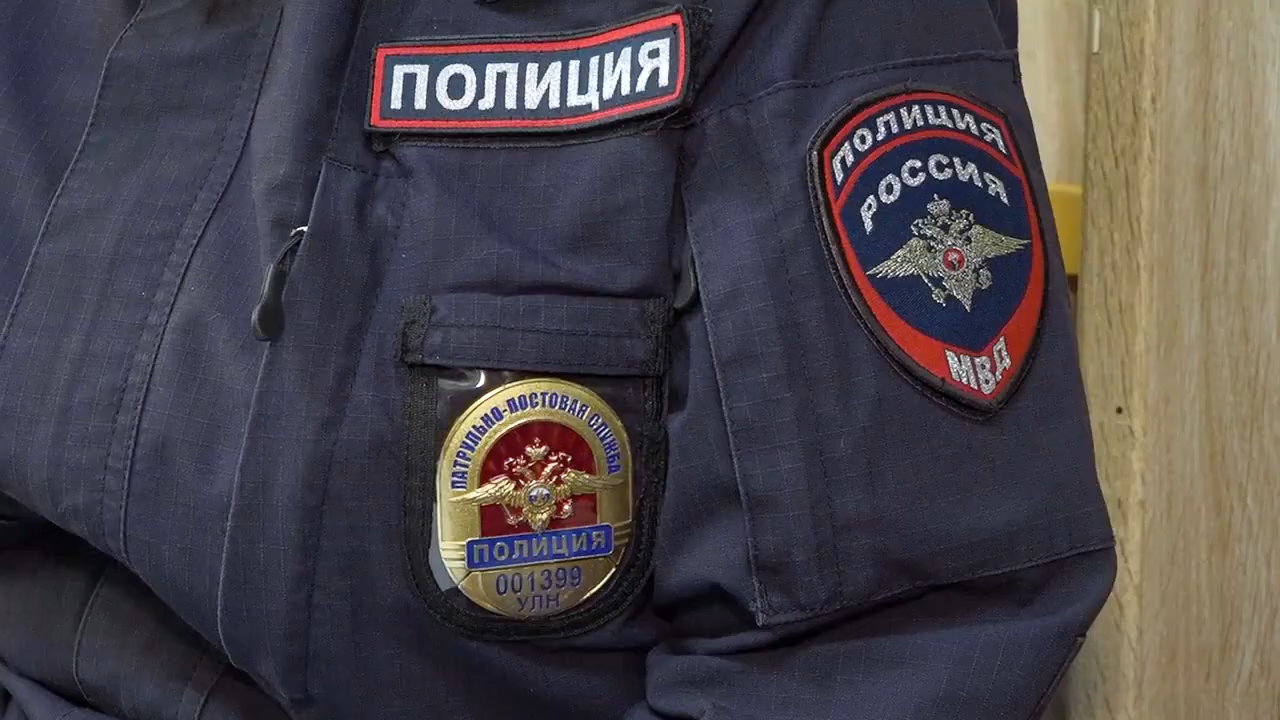 ПОЛИЦИЯ
ПОЛИЦИЯ
РОССИЯ
МВД
ПАТРУЛЬНО-ПОСТОВАЯ СЛУЖБА
ПОЛИЦИЯ
001399
УЛН